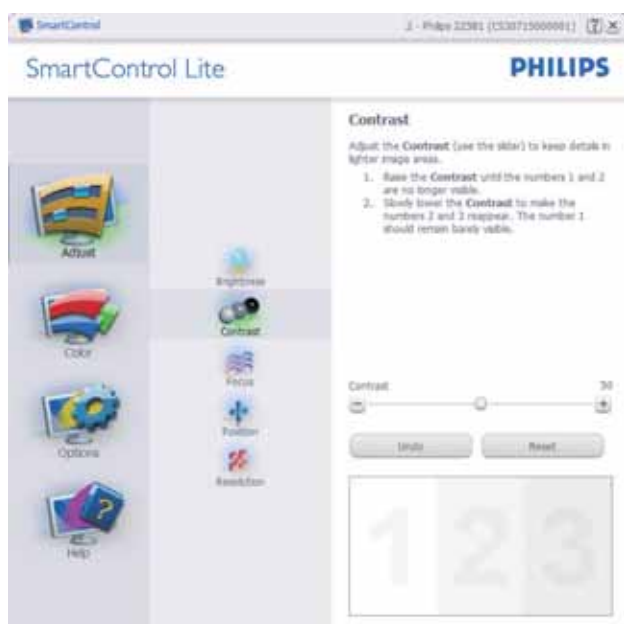 SmartControl
SmartControl Lite
PHILIPS
Adjust
Color
Options
Help
Brightness
Contrast
Focus
Position
Resolution
Contrast
Adjust the Contrast (use the slider) to keep details in
lighter image areas.
1. Raise the Contrast until the numbers 1 and 2
are no longer visible.
2. Slowly lower the Contrast to make the
numbers 2 and 3 reappear. The number 1
should remain barely visible.
Contrast 50
Undo Reset
1 2 3